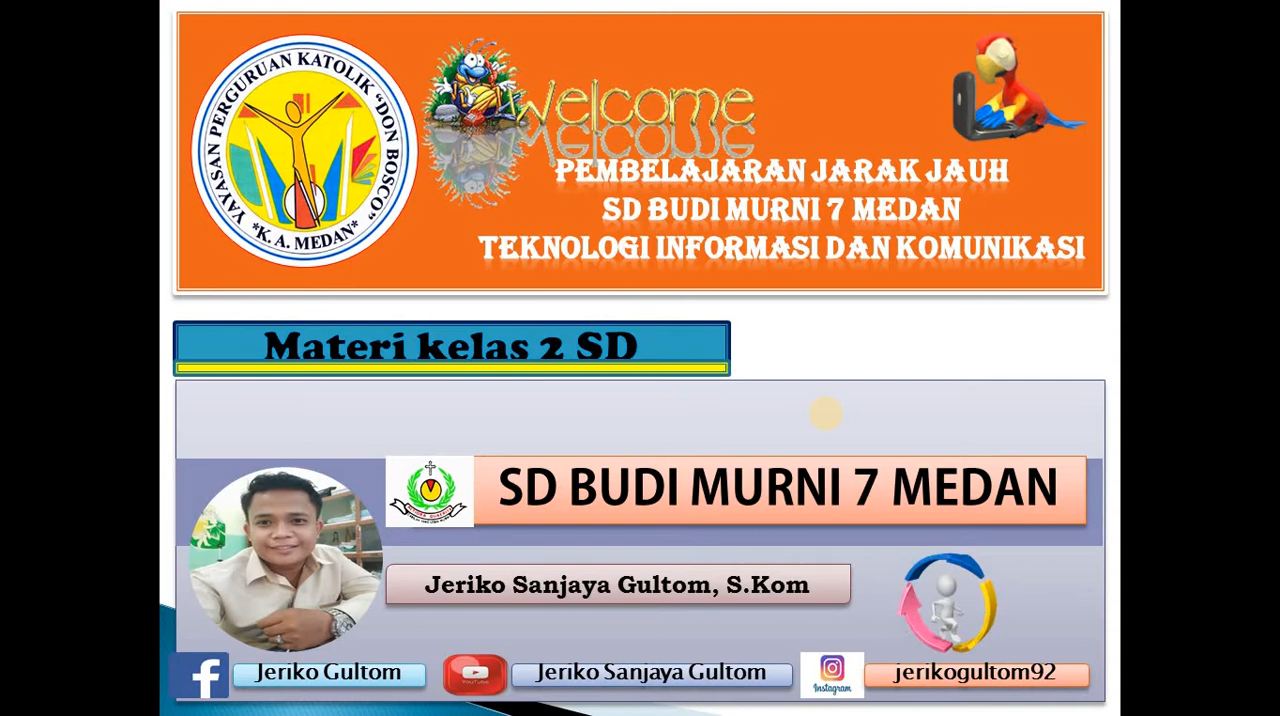 YAYASAN PERGURUAN KATOLIK "DON BOSCO"
*K. A. MEDAN*
Welcome
PEMBELAJARAN JARAK JAUH
SD BUDI MURNI 7 MEDAN
TEKNOLOGI INFORMASI DAN KOMUNIKASI
Materi kelas 2 SD
SD BUDI MURNI 7 MEDAN
Jeriko Sanjaya Gultom, S.Kom
f
Jeriko Gultom
YouTube
Jeriko Sanjaya Gultom
Instagram
jerikogultom92